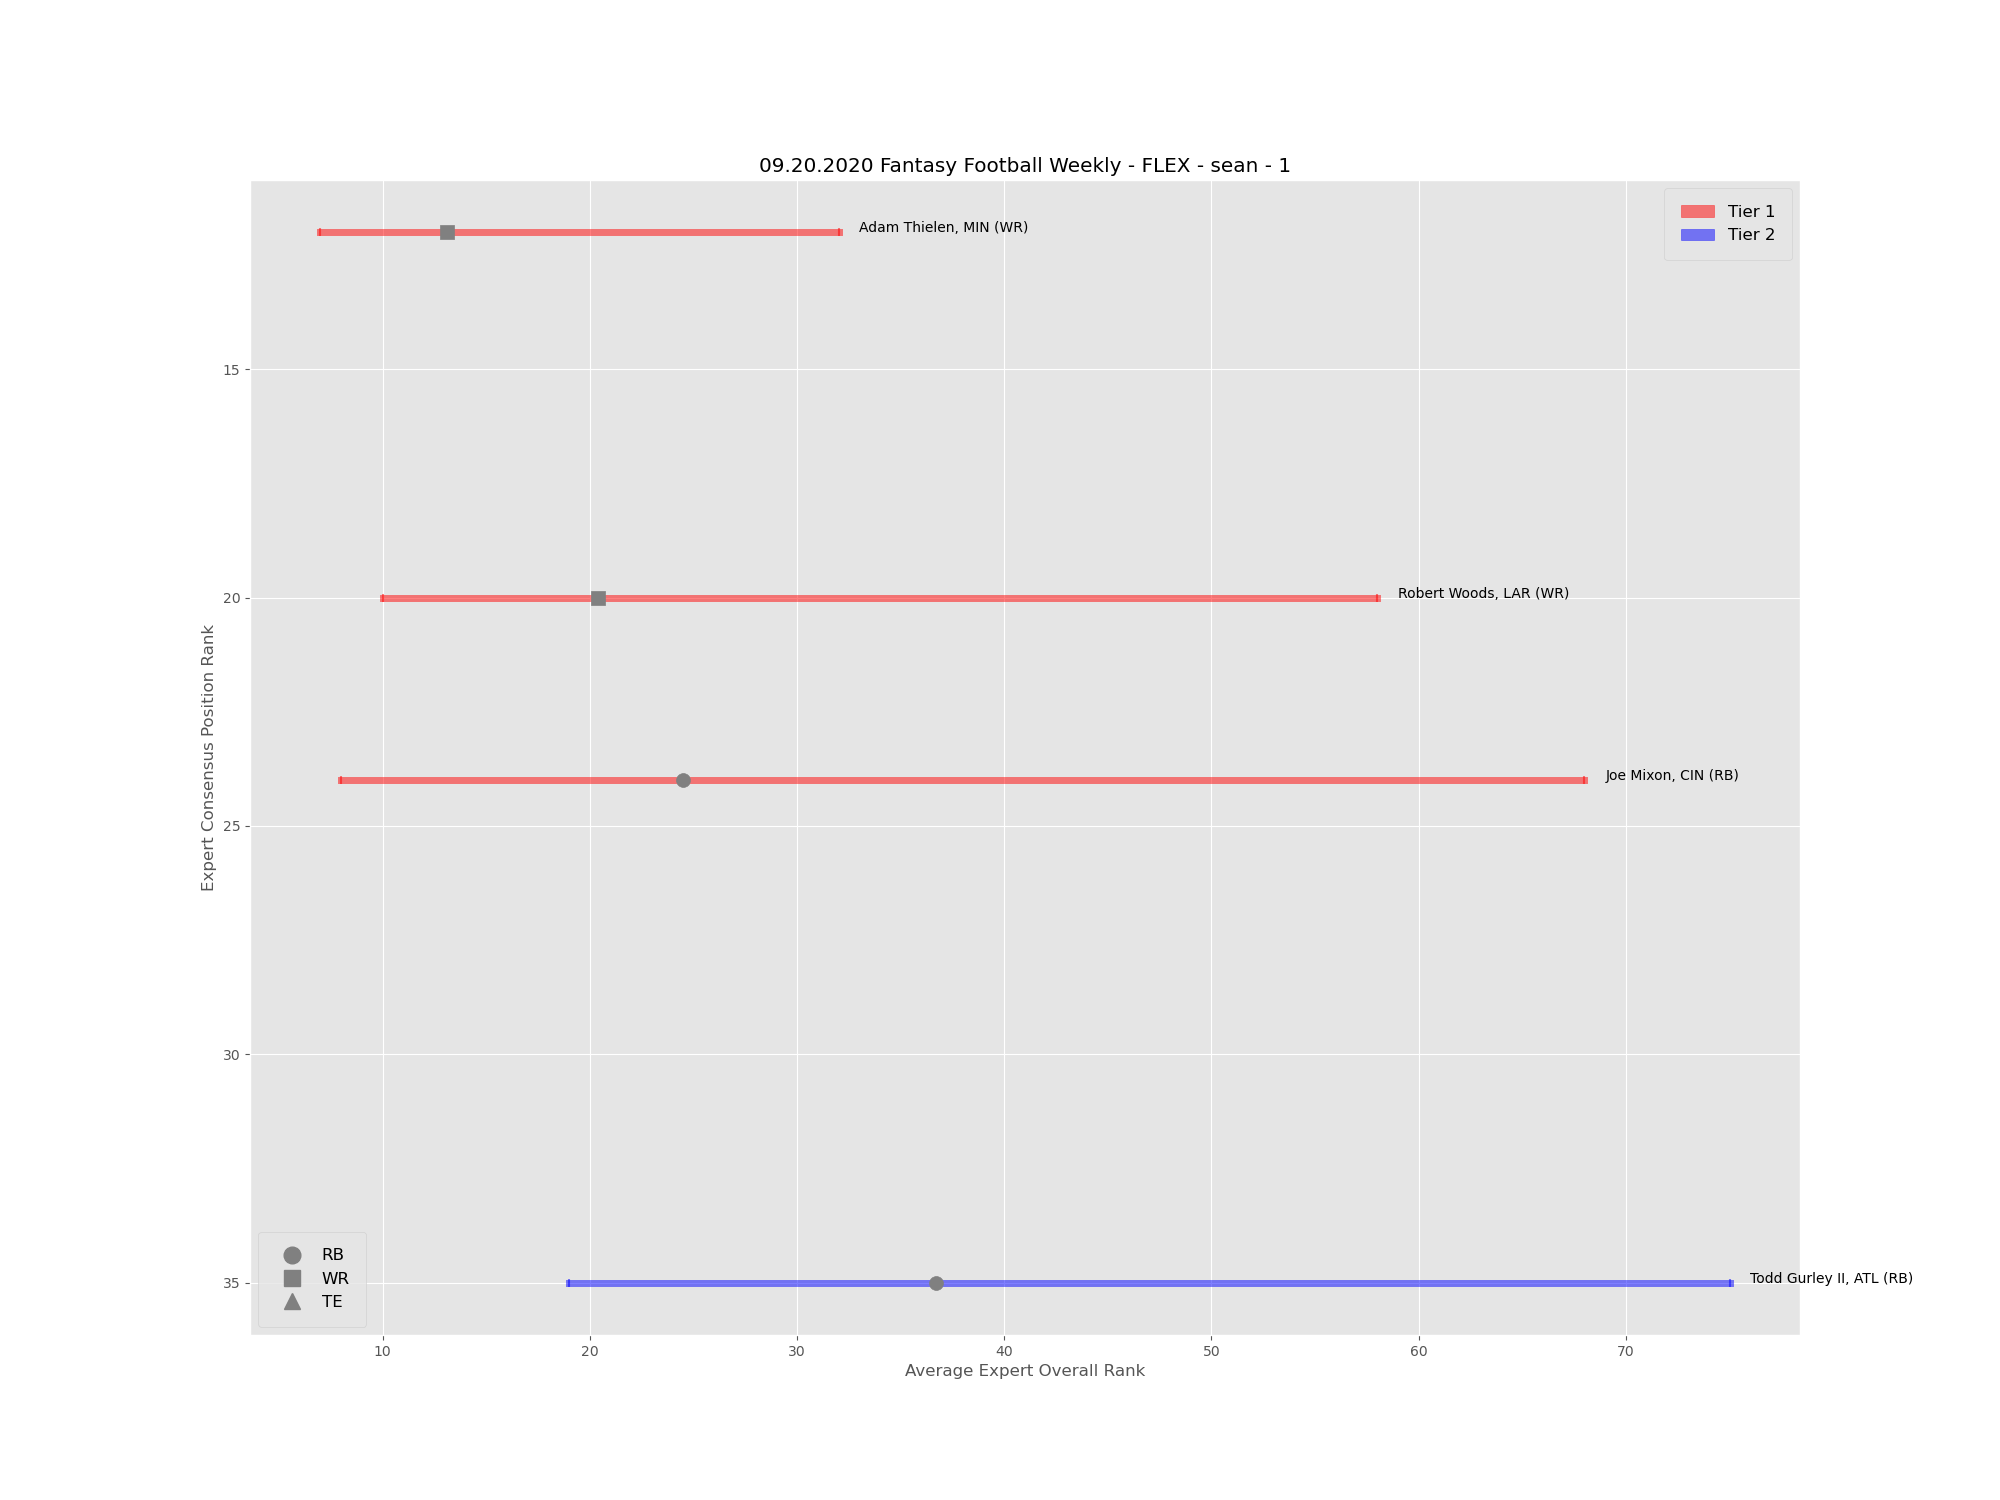 09.20.2020 Fantasy Football Weekly - FLEX - sean - 1
Adam Thielen, MIN (WR)
Tier 1
Tier 2
15
Robert Woods, LAR (WR)
20
Joe Mixon, CIN (RB)
25
Expert Consensus Position Rank
30
RB
WR
TE
Todd Gurley II, ATL (RB)
35
10 20 30 40 50 60 70
Average Expert Overall Rank